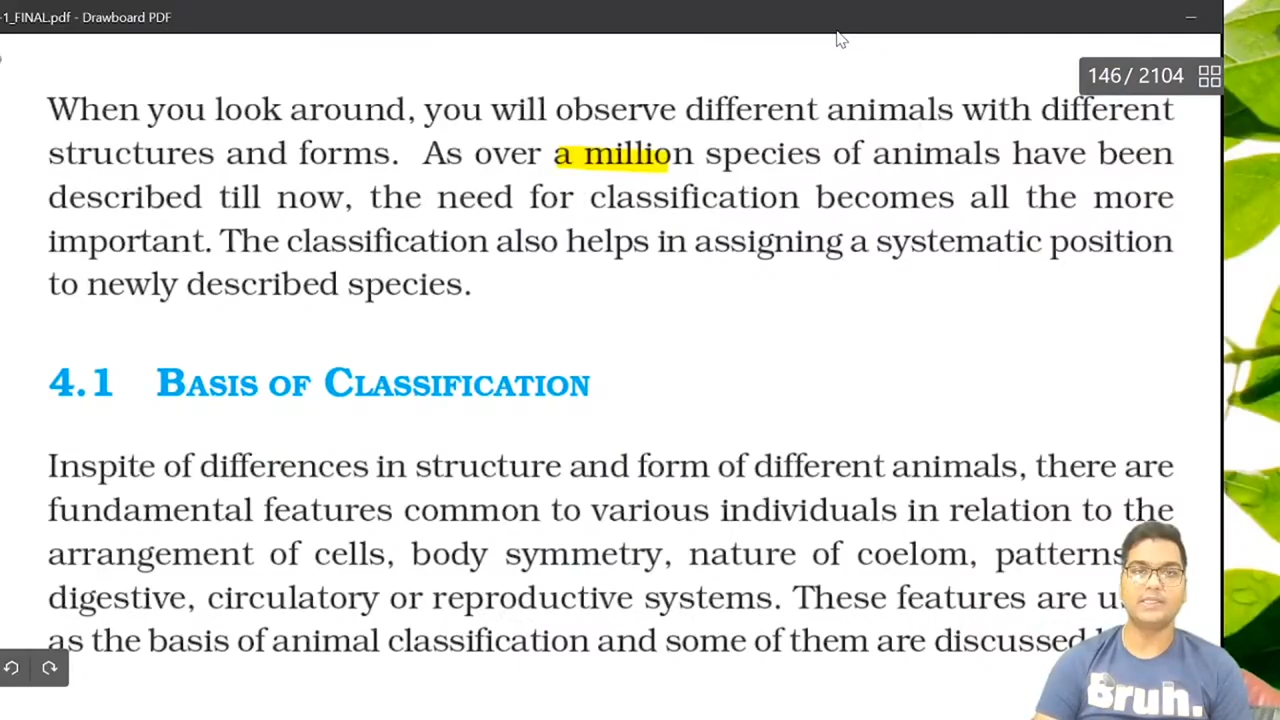 -1_FINAL.pdf - Drawboard PDF
146 / 2104
When you look around, you will observe different animals with different
structures and forms. As over a million species of animals have been
described till now, the need for classification becomes all the more
important. The classification also helps in assigning a systematic position
to newly described species.
4.1 BASIS OF CLASSIFICATION
Inspite of differences in structure and form of different animals, there are
fundamental features common to various individuals in relation to the
arrangement of cells, body symmetry, nature of coelom, patterns
digestive, circulatory or reproductive systems. These features are
as the basis of animal classification and some of them are discussed
Bruh.